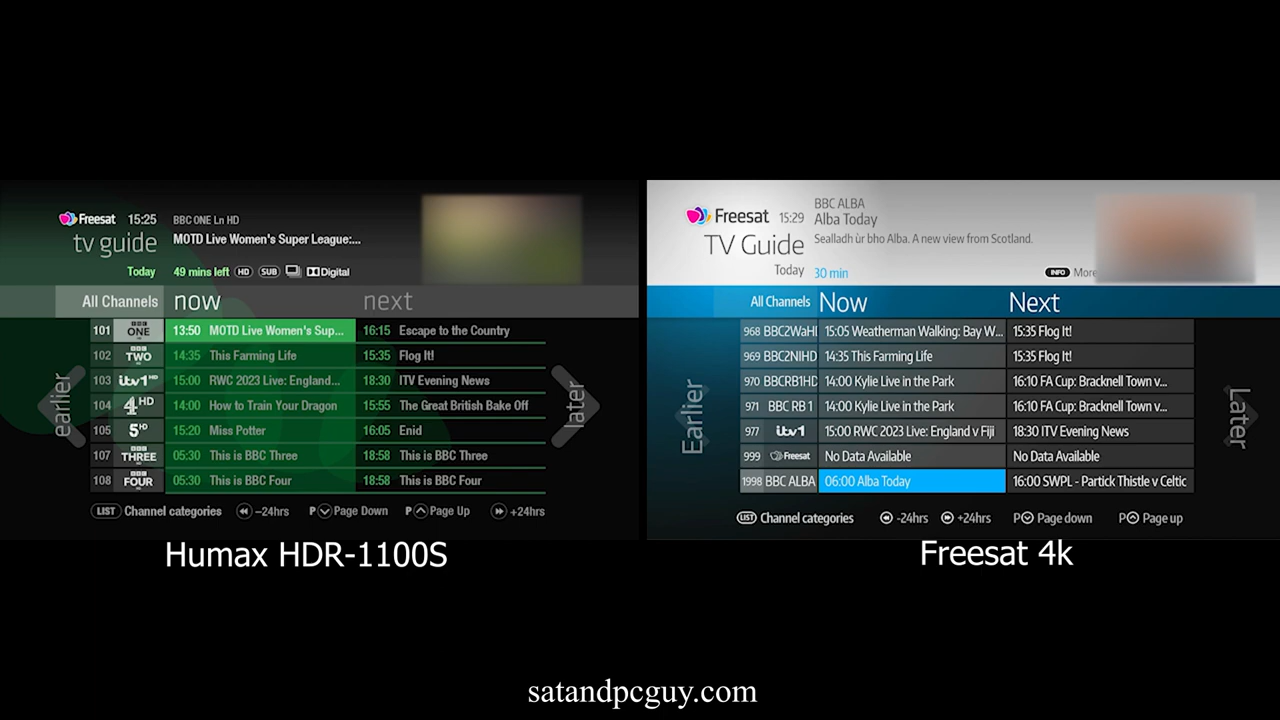 Freesat 15:25 BBC ONE Ln HD
tv guide MOTD Live Women's Super League:...
Today 49 mins left HD SUB DD Digital
All Channels now next
101 BBC ONE HD 13:50 MOTD Live Women's Sup... 16:15 Escape to the Country
102 BBC TWO HD 14:35 This Farming Life 15:35 Flog It!
103 itv1 HD 15:00 RWC 2023 Live: England... 18:30 ITV Evening News
104 4 HD 14:00 How to Train Your Dragon 15:55 The Great British Bake Off
105 5 HD 15:20 Miss Potter 16:05 Enid
107 BBC THREE 05:30 This is BBC Three 18:58 This is BBC Three
108 BBC FOUR 05:30 This is BBC Four 18:58 This is BBC Four
earlier
later
LIST Channel categories −24hrs P Page Down P Page Up +24hrs
Humax HDR-1100S
BBC ALBA
Freesat 15:29 Alba Today
TV Guide Sealladh ùr bho Alba. A new view from Scotland.
Today 30 min INFO More
All Channels Now Next
968 BBC2WaHI 15:05 Weatherman Walking: Bay W... 15:35 Flog It!
969 BBC2NIHD 14:35 This Farming Life 15:35 Flog It!
970 BBCRB1HD 14:00 Kylie Live in the Park 16:10 FA Cup: Bracknell Town v...
971 BBC RB 1 14:00 Kylie Live in the Park 16:10 FA Cup: Bracknell Town v...
977 itv1 15:00 RWC 2023 Live: England v Fiji 18:30 ITV Evening News
999 Freesat No Data Available No Data Available
1998 BBC ALBA 06:00 Alba Today 16:00 SWPL - Partick Thistle v Celtic
Earlier
Later
LIST Channel categories -24hrs +24hrs P Page down P Page up
Freesat 4k
satandpcguy.com